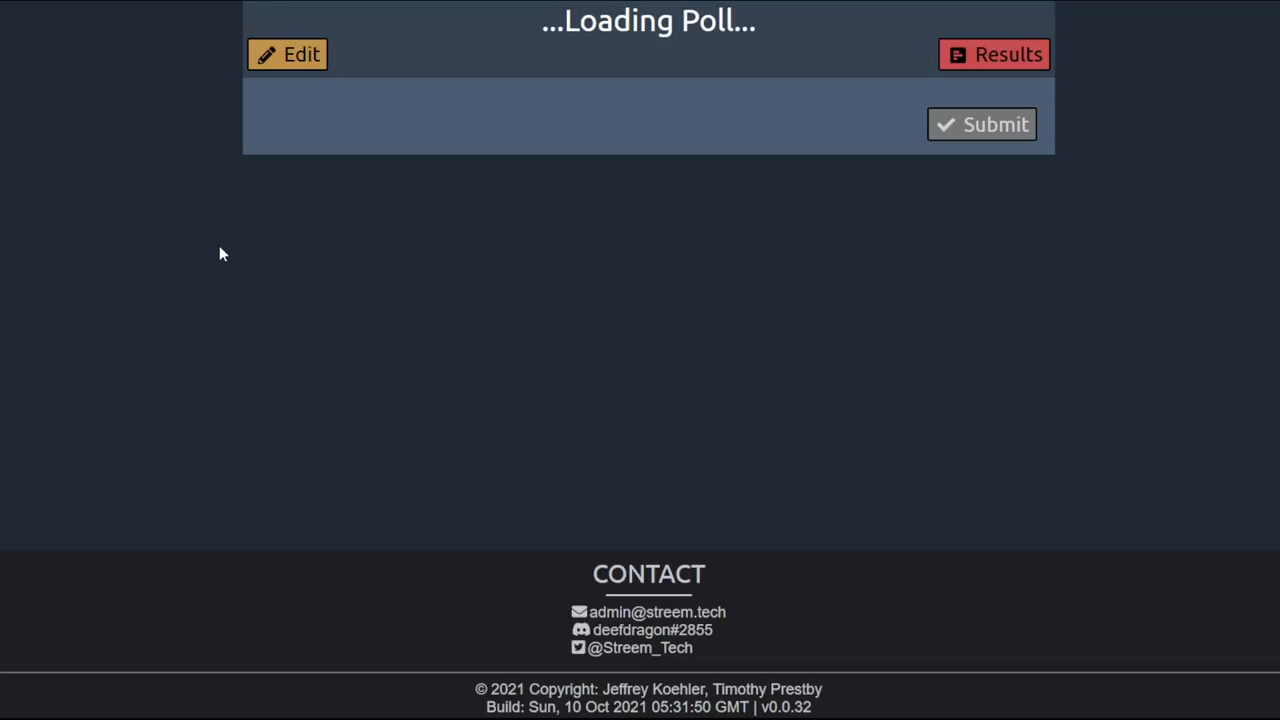 ...Loading Poll...
Edit
Results
Submit
CONTACT
admin@streem.tech
deefdragon#2855
@Streem_Tech
© 2021 Copyright: Jeffrey Koehler, Timothy Prestby
Build: Sun, 10 Oct 2021 05:31:50 GMT | v0.0.32